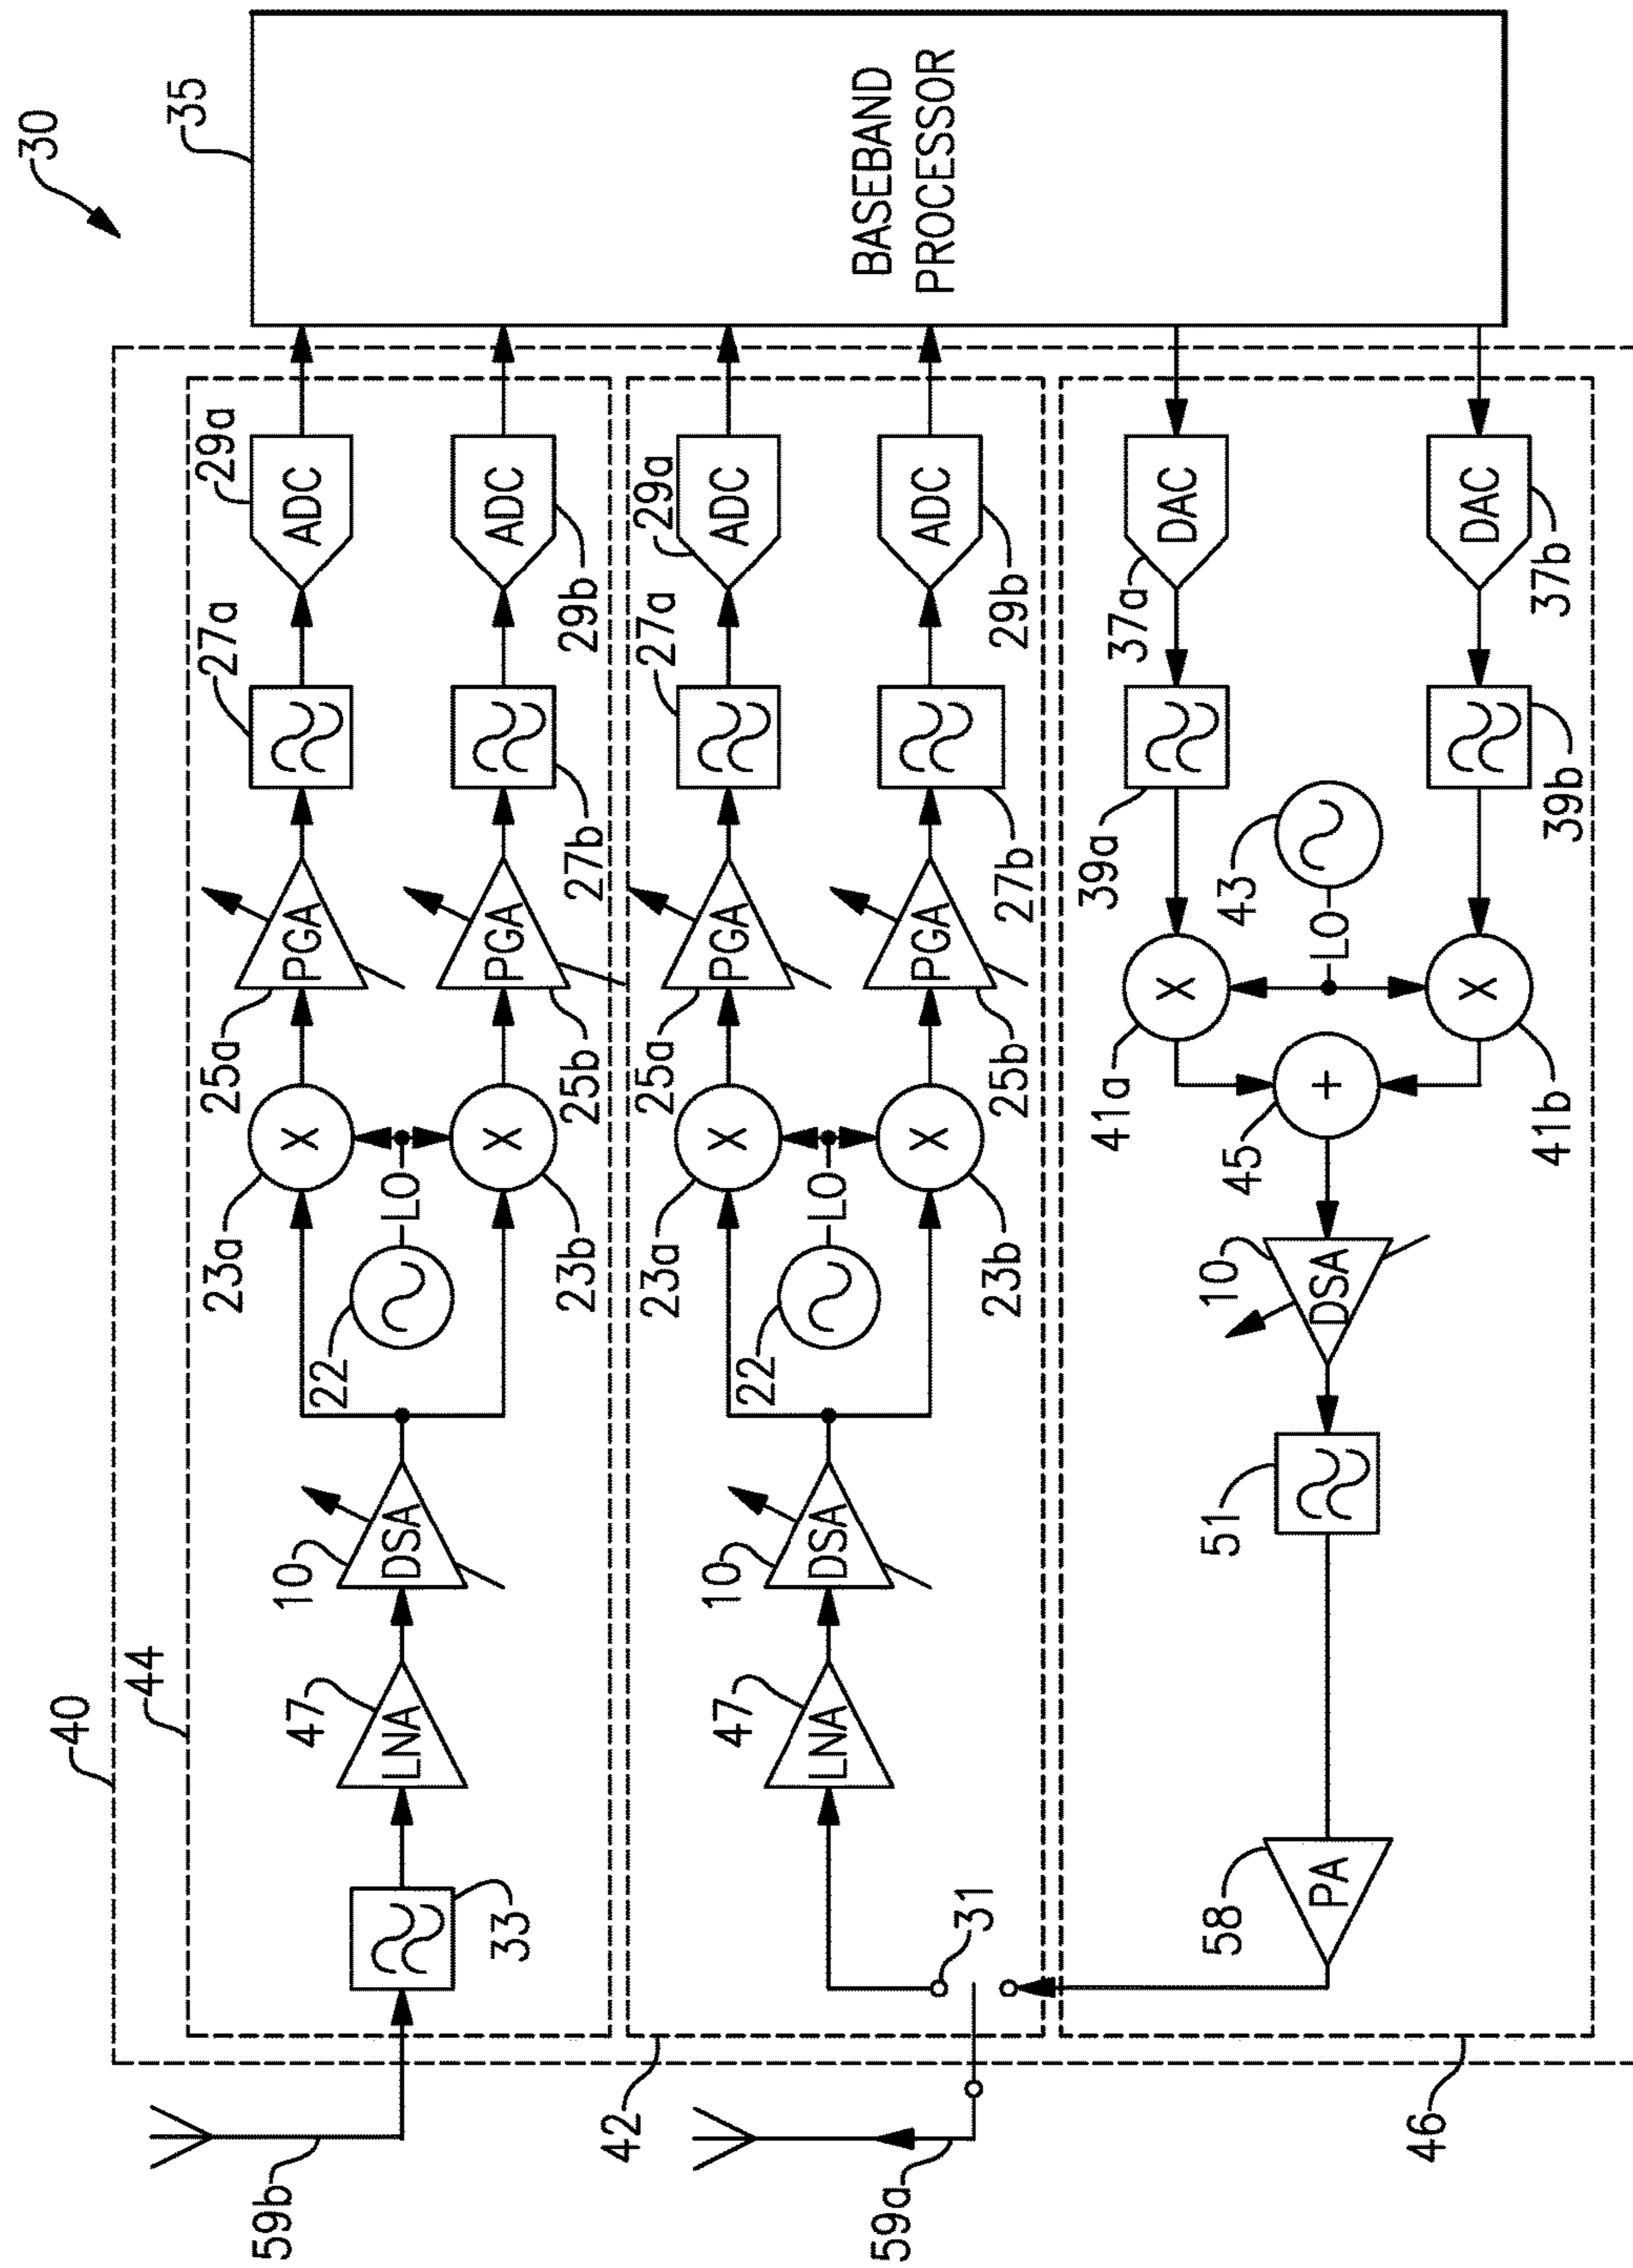 30
40
44
35
59b
33
47
LNA
10
DSA
22
LO
23a
X
23b
X
25a
PGA
25b
PGA
27a
27b
29a
ADC
29b
ADC
BASEBAND
PROCESSOR
42
59a
31
47
LNA
10
DSA
22
LO
23a
X
23b
X
25a
PGA
25b
PGA
27a
27b
29a
ADC
29b
ADC
46
58
PA
51
10
DSA
45
+
41a
X
41b
X
LO
43
39a
39b
37a
DAC
37b
DAC